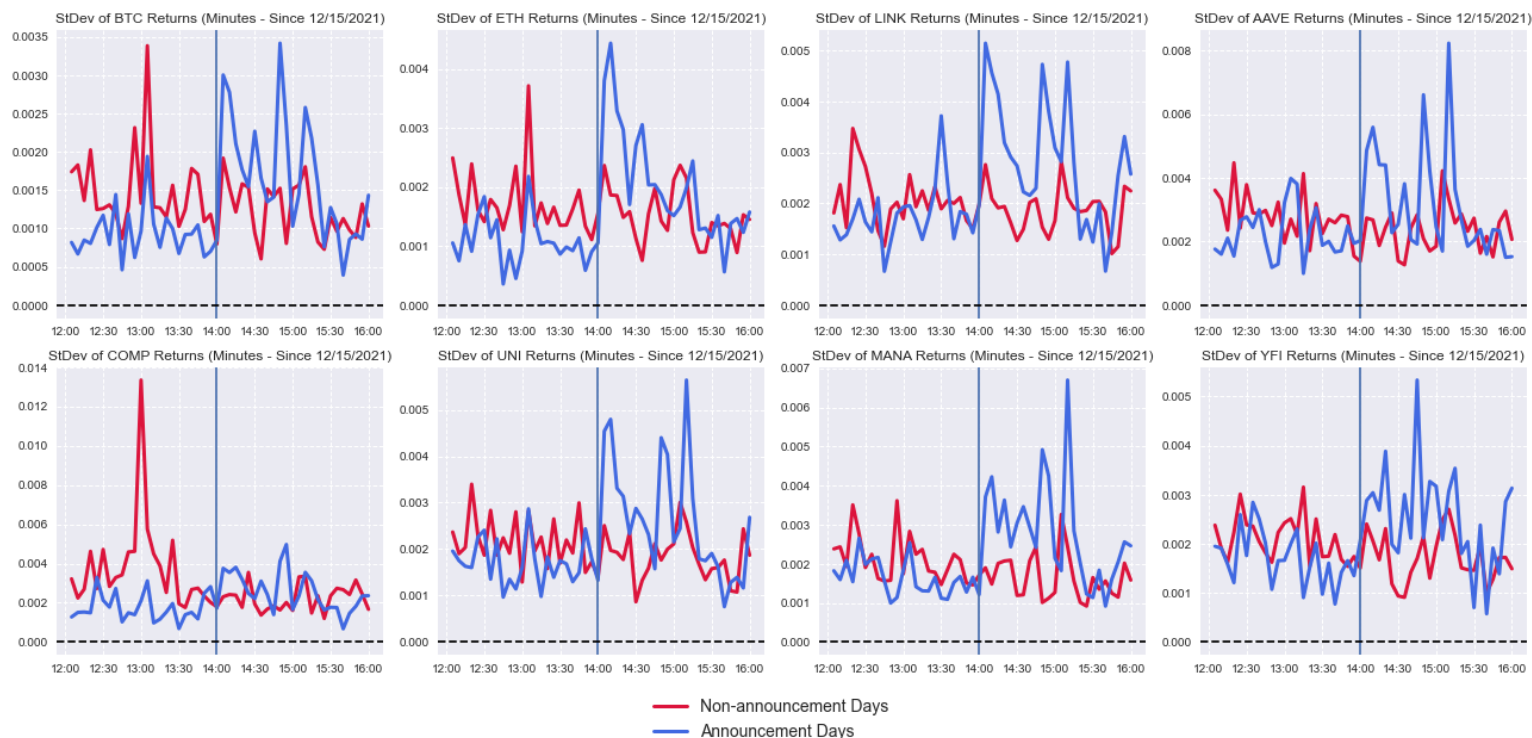 StDev of BTC Returns (Minutes - Since 12/15/2021)
0.0035
0.0030
0.0025
0.0020
0.0015
0.0010
0.0005
0.0000
12:00 12:30 13:00 13:30 14:00 14:30 15:00 15:30 16:00
StDev of ETH Returns (Minutes - Since 12/15/2021)
0.004
0.003
0.002
0.001
0.000
12:00 12:30 13:00 13:30 14:00 14:30 15:00 15:30 16:00
StDev of LINK Returns (Minutes - Since 12/15/2021)
0.005
0.004
0.003
0.002
0.001
0.000
12:00 12:30 13:00 13:30 14:00 14:30 15:00 15:30 16:00
StDev of AAVE Returns (Minutes - Since 12/15/2021)
0.008
0.006
0.004
0.002
0.000
12:00 12:30 13:00 13:30 14:00 14:30 15:00 15:30 16:00
StDev of COMP Returns (Minutes - Since 12/15/2021)
0.014
0.012
0.010
0.008
0.006
0.004
0.002
0.000
12:00 12:30 13:00 13:30 14:00 14:30 15:00 15:30 16:00
StDev of UNI Returns (Minutes - Since 12/15/2021)
0.005
0.004
0.003
0.002
0.001
0.000
12:00 12:30 13:00 13:30 14:00 14:30 15:00 15:30 16:00
StDev of MANA Returns (Minutes - Since 12/15/2021)
0.007
0.006
0.005
0.004
0.003
0.002
0.001
0.000
12:00 12:30 13:00 13:30 14:00 14:30 15:00 15:30 16:00
StDev of YFI Returns (Minutes - Since 12/15/2021)
0.005
0.004
0.003
0.002
0.001
0.000
12:00 12:30 13:00 13:30 14:00 14:30 15:00 15:30 16:00
Non-announcement Days
Announcement Days